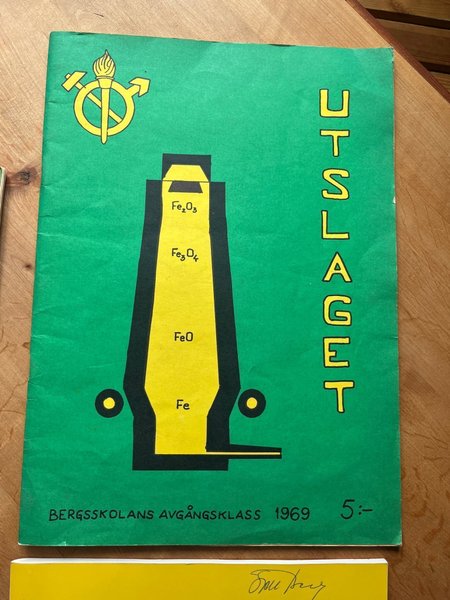 UTSLAGET
Fe₂O₃
Fe₃O₄
FeO
Fe
BERGSSKOLANS AVGÅNGSKLASS 1969 5:-